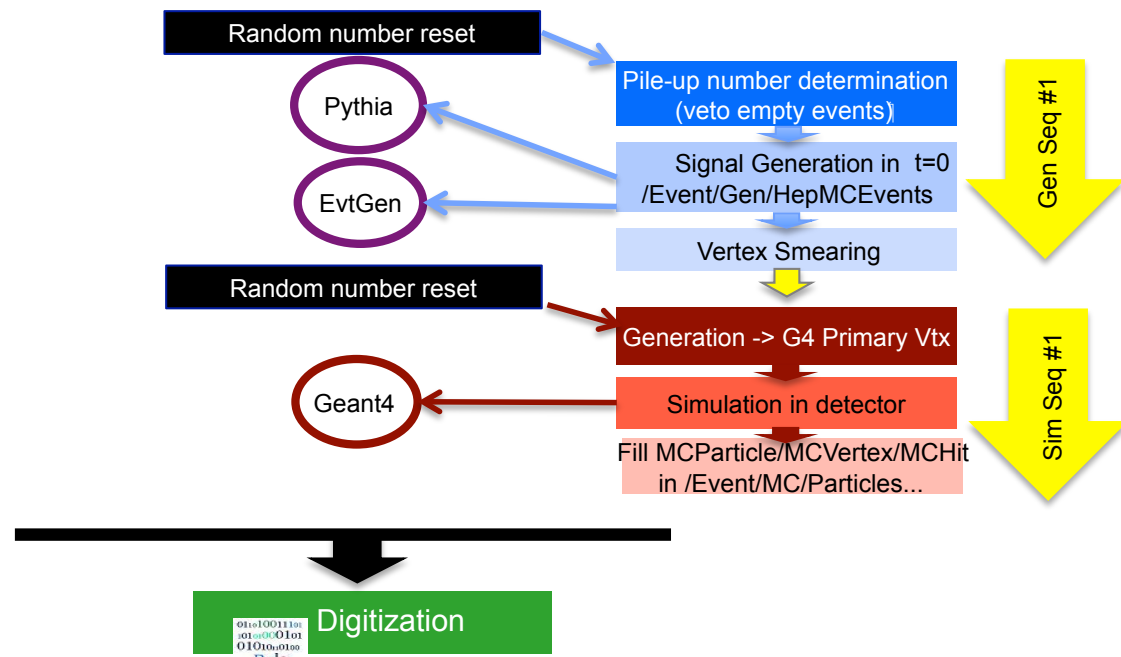 Random number reset
Pile-up number determination
(veto empty events)
Pythia
Signal Generation in t=0
/Event/Gen/HepMCEvents
EvtGen
Vertex Smearing
Gen Seq #1
Random number reset
Generation -> G4 Primary Vtx
Geant4
Simulation in detector
Fill MCParticle/MCVertex/MCHit
in /Event/MC/Particles...
Sim Seq #1
Digitization